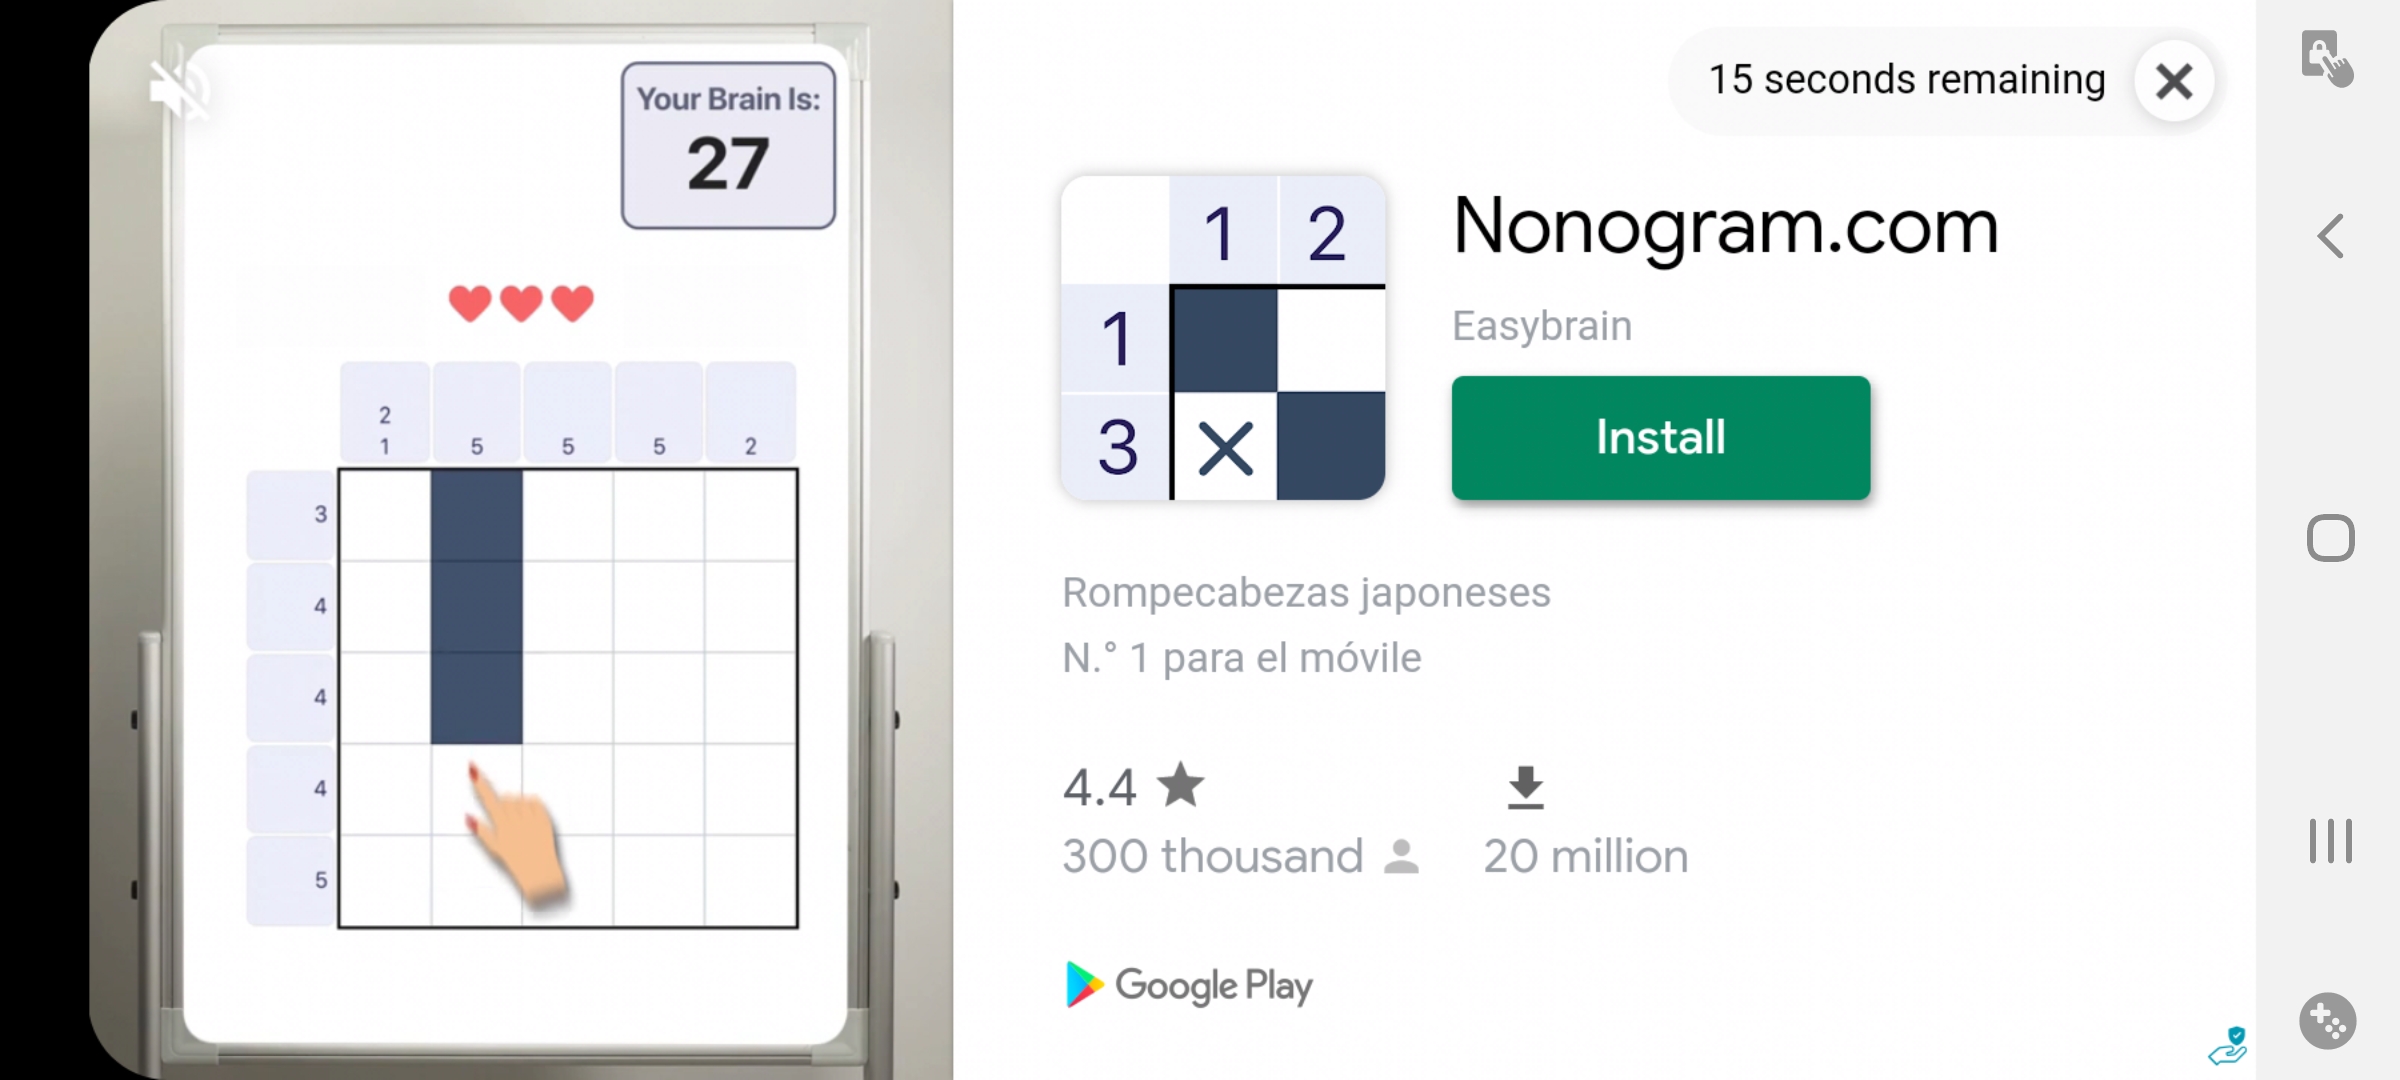 Your Brain Is:
27
2
1 5 5 5 2
3
4
4
4
5
15 seconds remaining
1 2
1
3
Nonogram.com
Easybrain
Install
Rompecabezas japoneses
N.° 1 para el móvile
4.4
300 thousand
20 million
Google Play